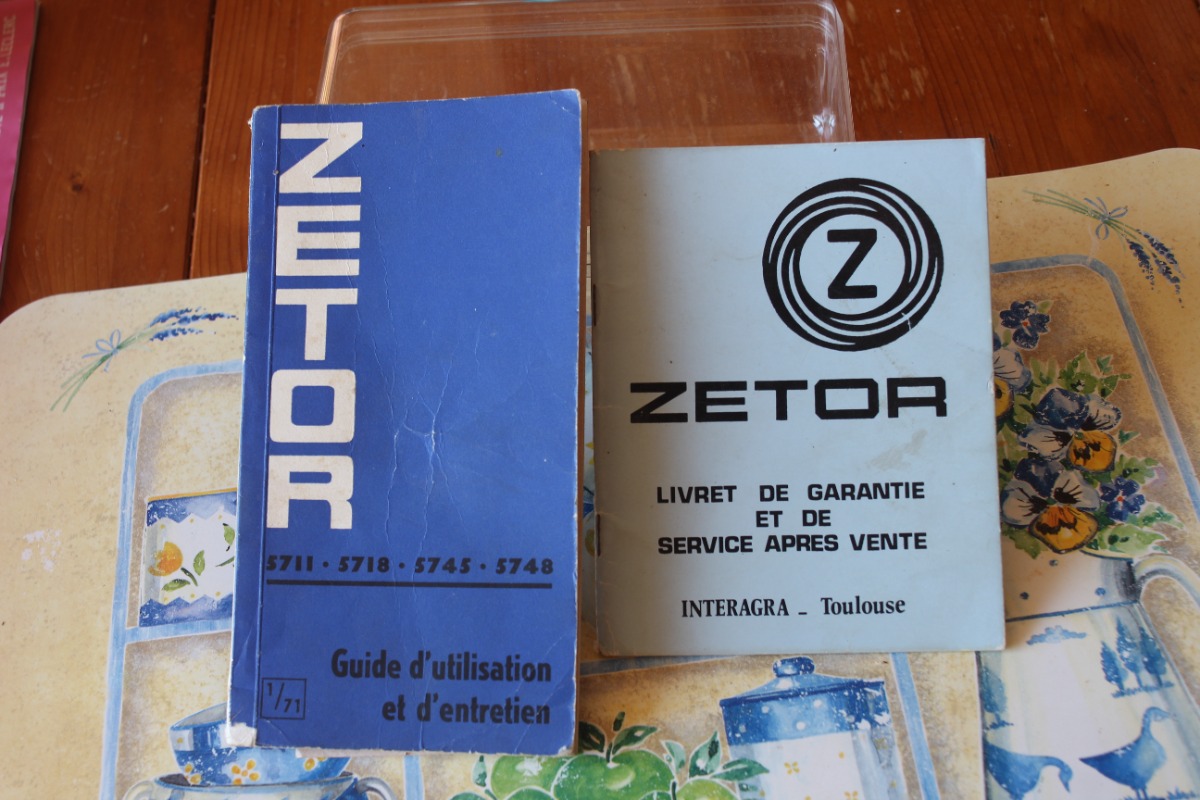 ZETOR
5711 · 5718 · 5745 · 5748
Guide d'utilisation
et d'entretien
1/71
Z
ZETOR
LIVRET DE GARANTIE
ET DE
SERVICE APRES VENTE
INTERAGRA _ Toulouse
E.LECLERC